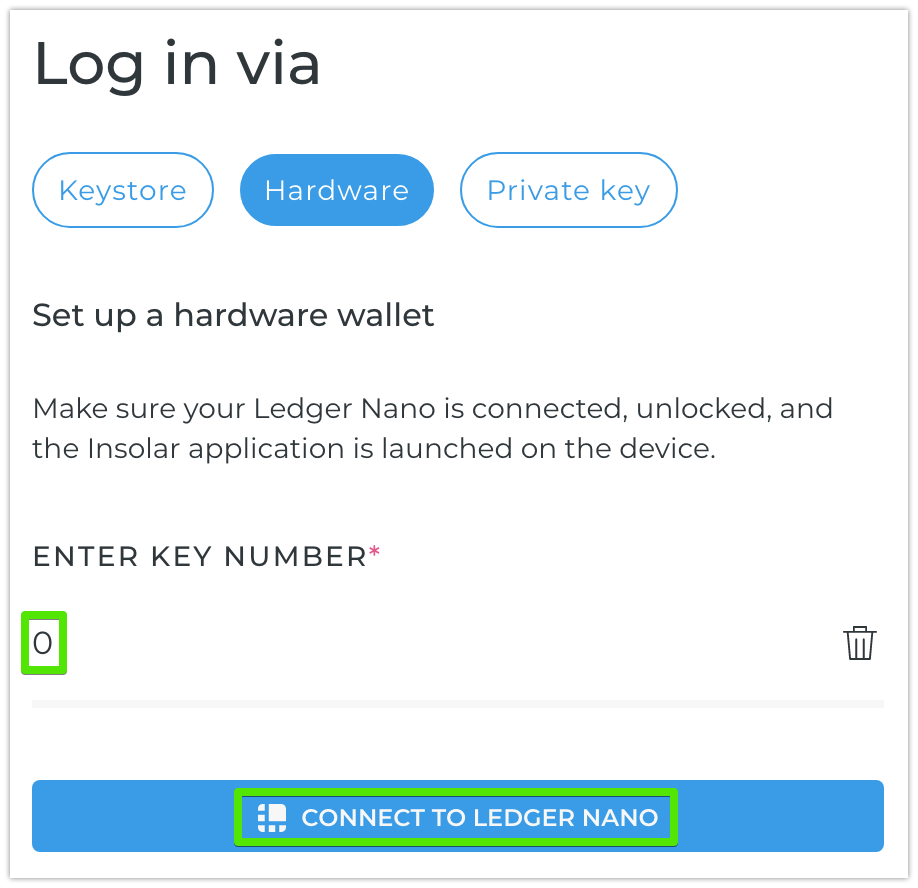 Log in via
Keystore Hardware Private key
Set up a hardware wallet
Make sure your Ledger Nano is connected, unlocked, and
the Insolar application is launched on the device.
ENTER KEY NUMBER*
0
CONNECT TO LEDGER NANO